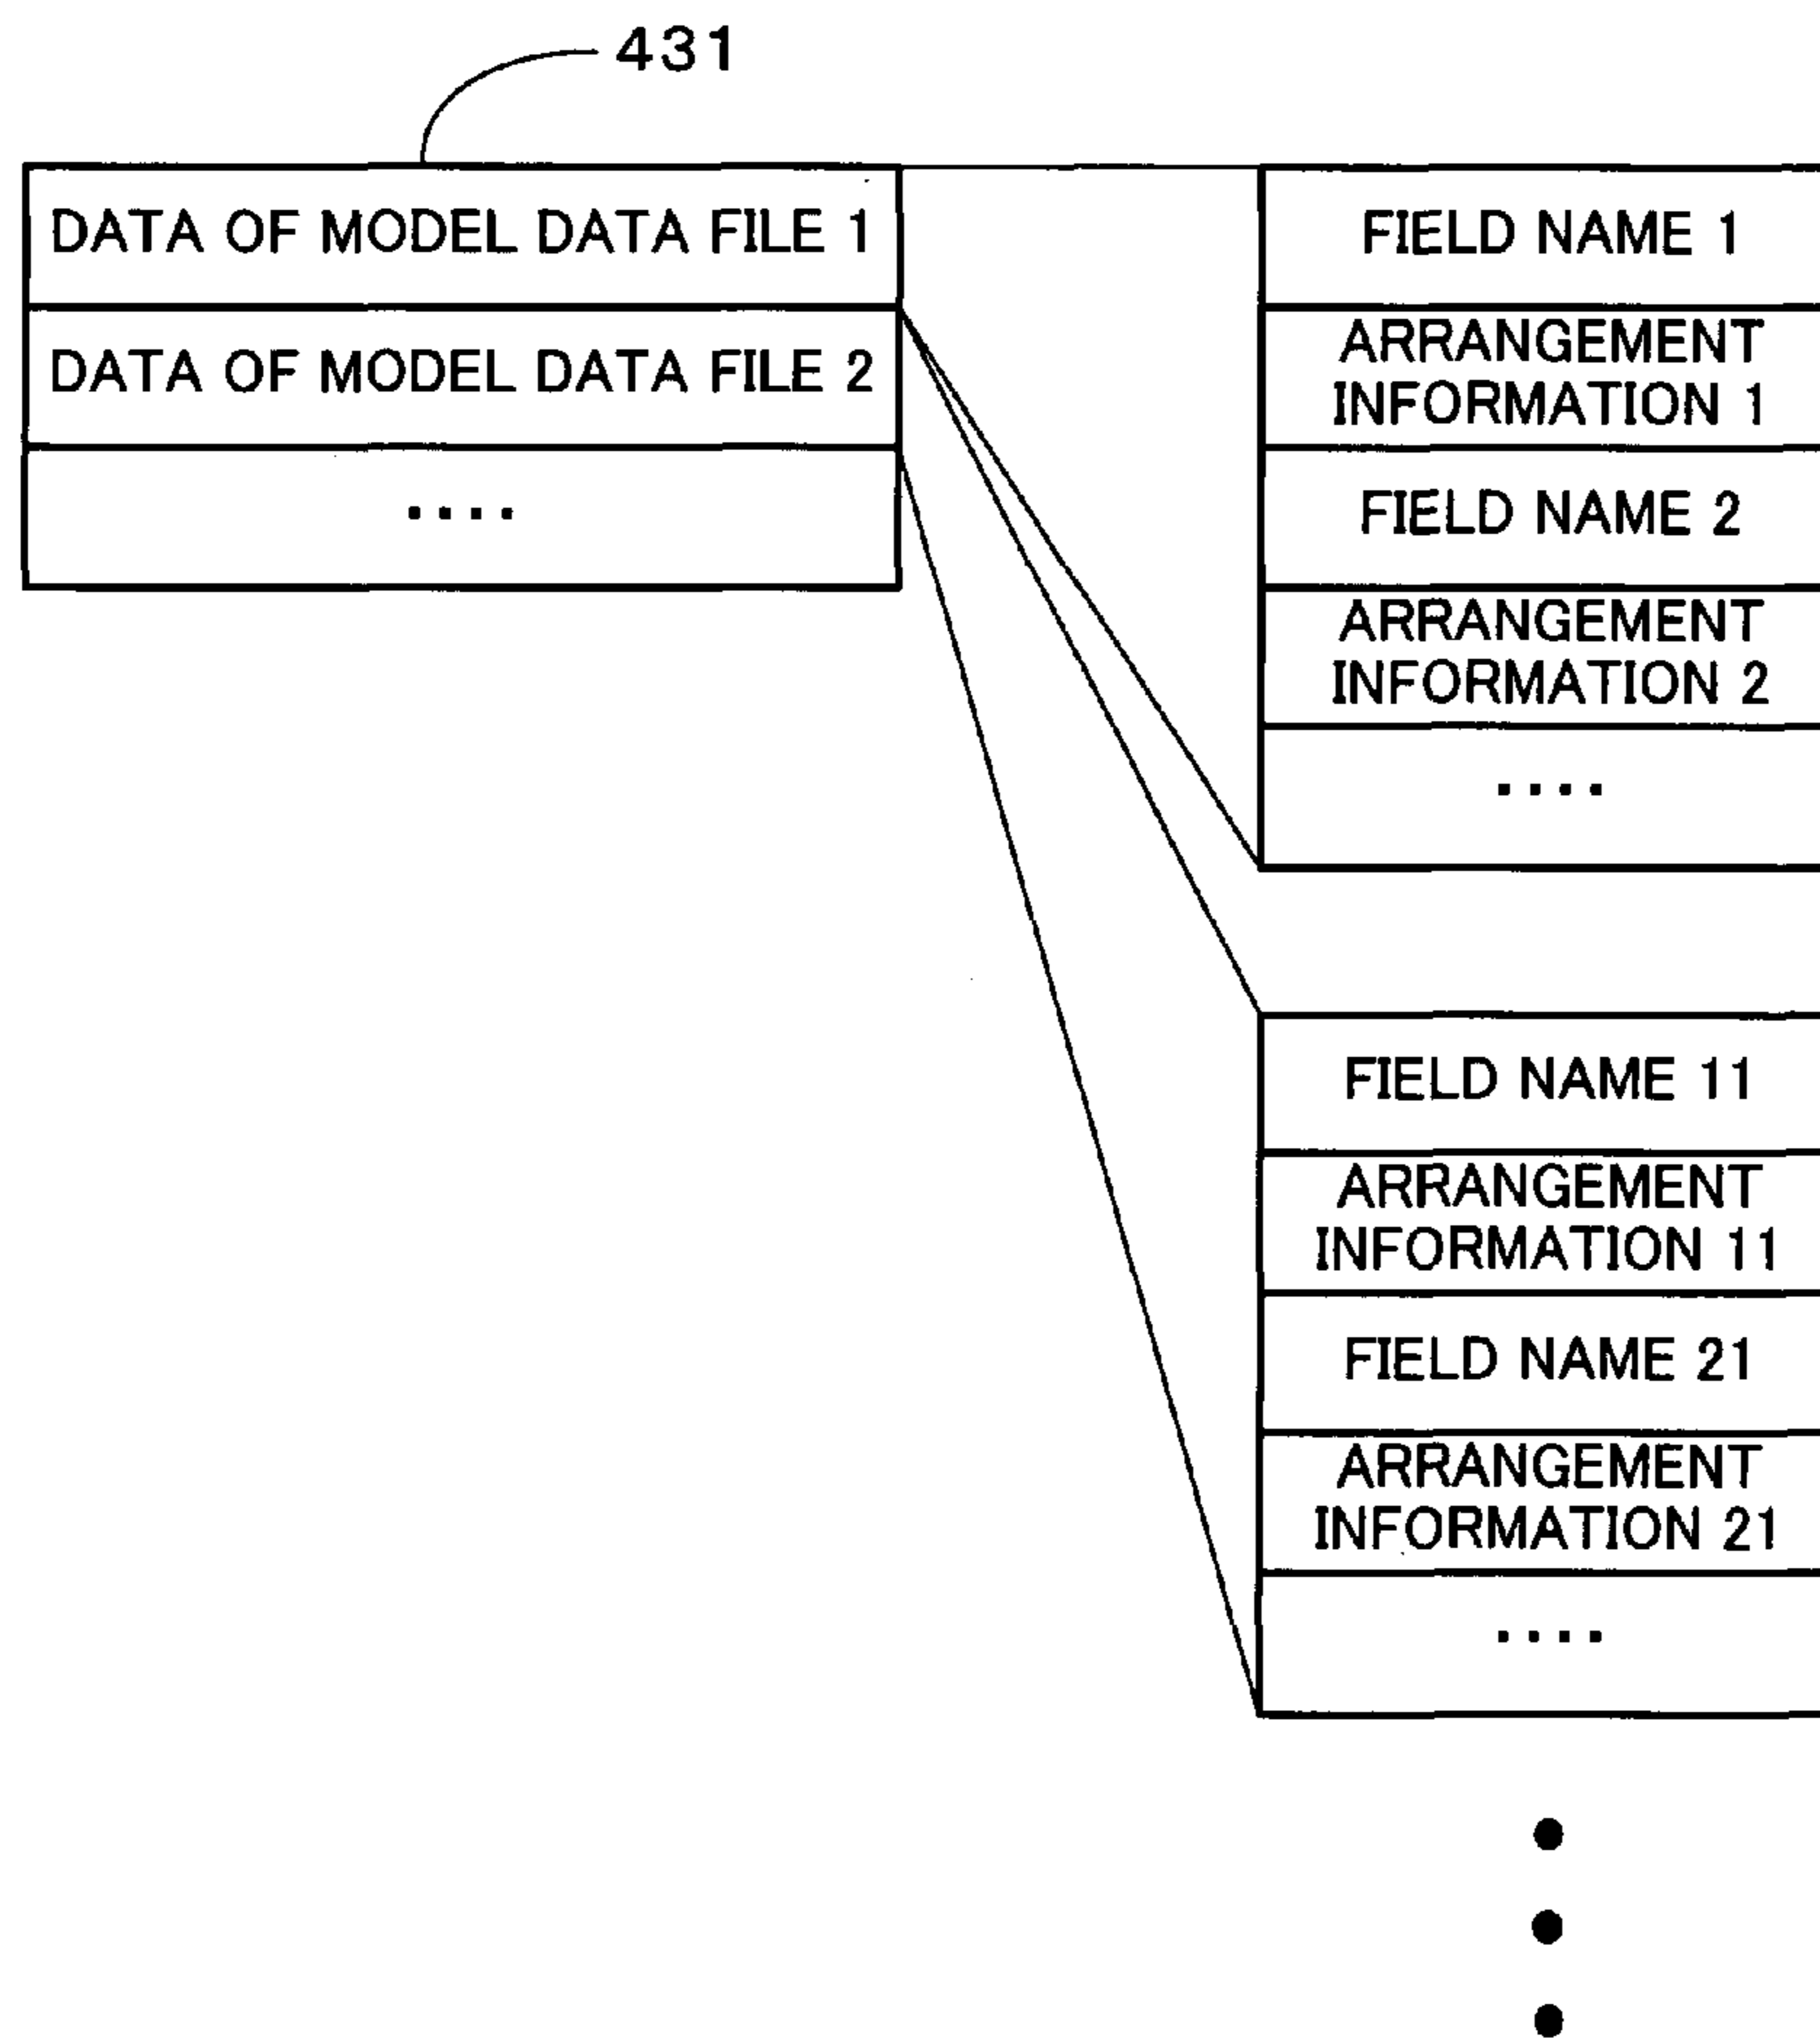 431
DATA OF MODEL DATA FILE 1
DATA OF MODEL DATA FILE 2
....
FIELD NAME 1
ARRANGEMENT
INFORMATION 1
FIELD NAME 2
ARRANGEMENT
INFORMATION 2
....
FIELD NAME 11
ARRANGEMENT
INFORMATION 11
FIELD NAME 21
ARRANGEMENT
INFORMATION 21
....